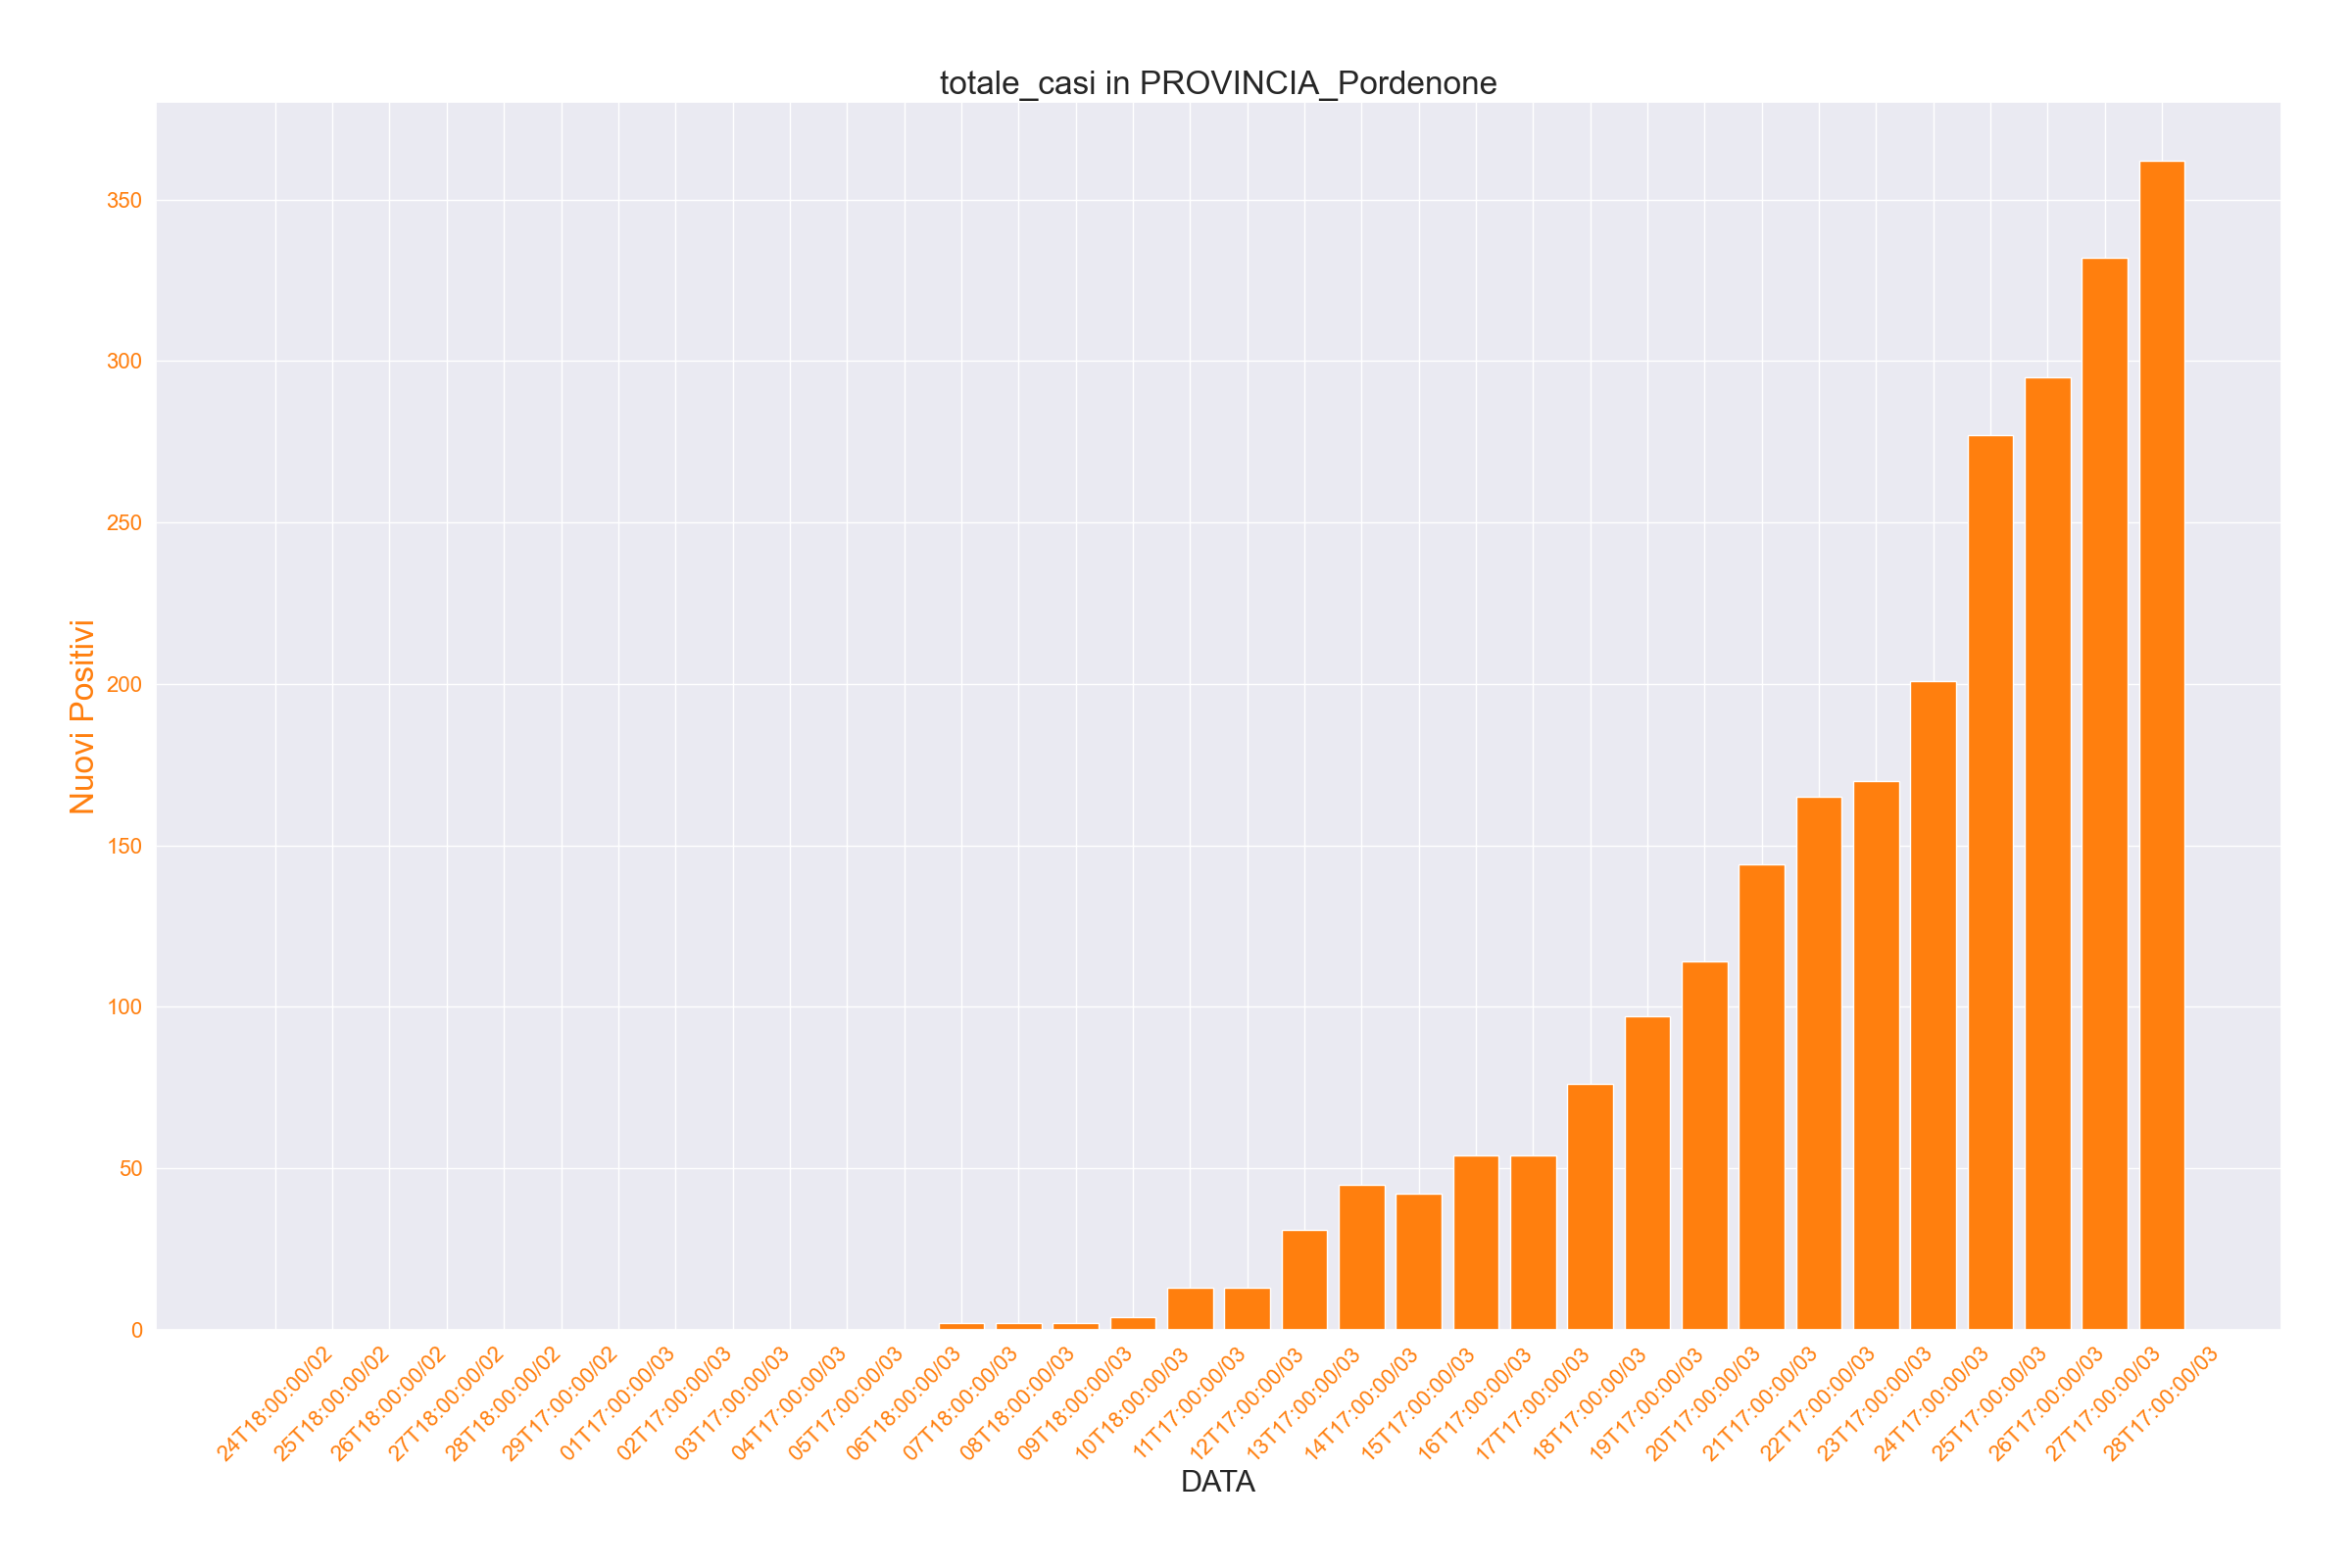 totale_casi in PROVINCIA_Pordenone
Nuovi Positivi
350
300
250
200
150
100
50
0
24T18:00:00/02
25T18:00:00/02
26T18:00:00/02
27T18:00:00/02
28T18:00:00/02
29T17:00:00/02
01T17:00:00/03
02T17:00:00/03
03T17:00:00/03
04T17:00:00/03
05T17:00:00/03
06T18:00:00/03
07T18:00:00/03
08T18:00:00/03
09T18:00:00/03
10T18:00:00/03
11T17:00:00/03
12T17:00:00/03
13T17:00:00/03
14T17:00:00/03
15T17:00:00/03
16T17:00:00/03
17T17:00:00/03
18T17:00:00/03
19T17:00:00/03
20T17:00:00/03
21T17:00:00/03
22T17:00:00/03
23T17:00:00/03
24T17:00:00/03
25T17:00:00/03
26T17:00:00/03
27T17:00:00/03
28T17:00:00/03
DATA